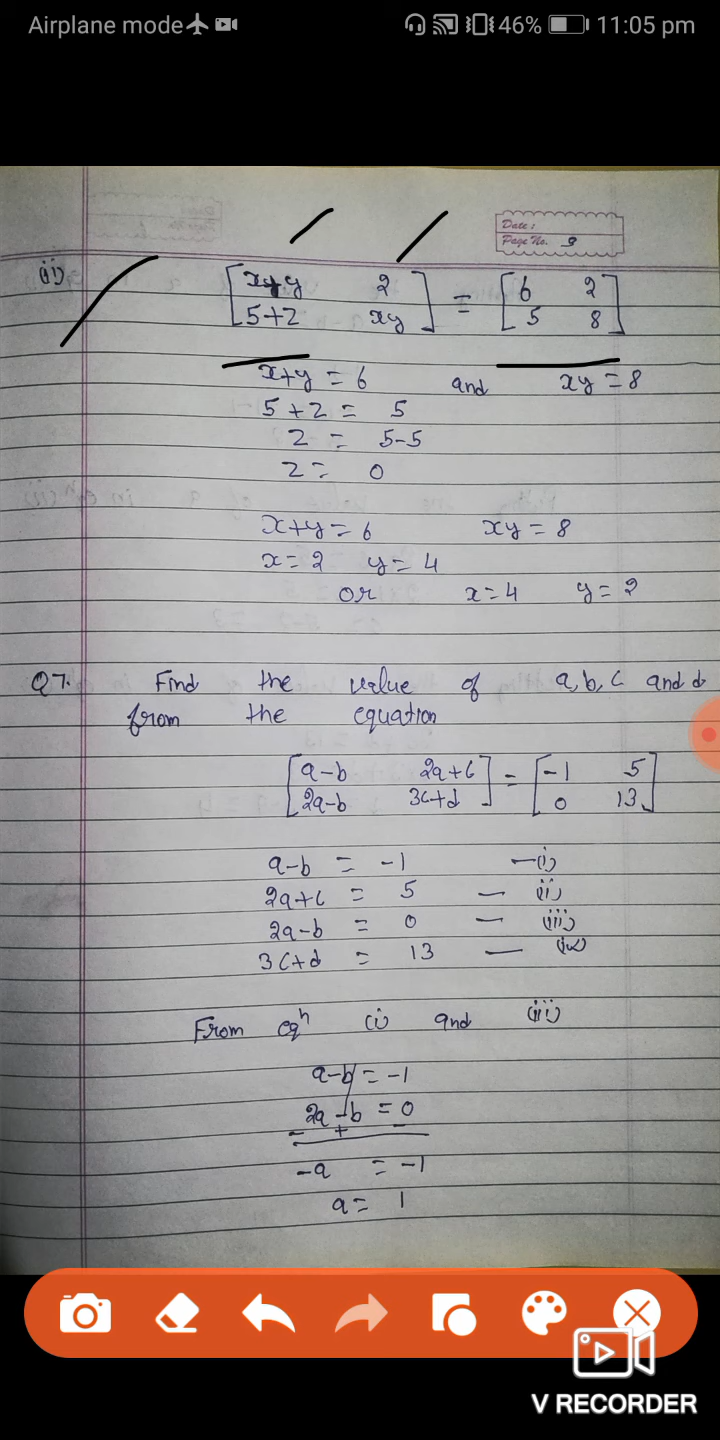 Airplane mode 46% 11:05 pm
Date :
Page No. 9
(ii) [x+y 2] = [6 2]
[5+z xy] [5 8]
x+y = 6 and xy = 8
5+z = 5
z = 5-5
z = 0
x+y = 6 xy = 8
x = 2 y = 4
or x = 4 y = 2
Q7. Find the value of a, b, c and d
from the equation
[a-b 2a+c] = [-1 5]
[2a-b 3c+d] [0 13]
a-b = -1 —(i)
2a+c = 5 — (ii)
2a-b = 0 — (iii)
3c+d = 13 — (iv)
From eqn (i) and (iii)
a-b = -1
2a-b = 0
- + -
-a = -1
a = 1
V RECORDER